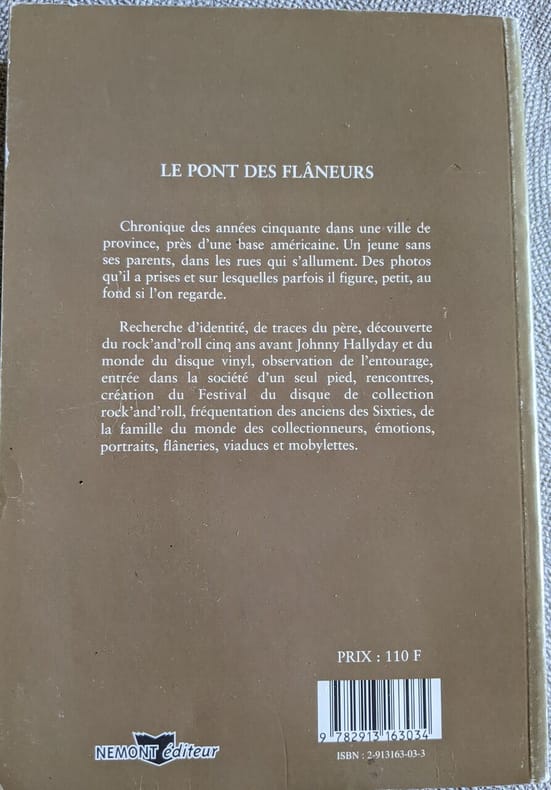 LE PONT DES FLÂNEURS
Chronique des années cinquante dans une ville de
province, près d'une base américaine. Un jeune sans
ses parents, dans les rues qui s'allument. Des photos
qu'il a prises et sur lesquelles parfois il figure, petit, au
fond si l'on regarde.
Recherche d'identité, de traces du père, découverte
du rock'and'roll cinq ans avant Johnny Hallyday et du
monde du disque vinyl, observation de l'entourage,
entrée dans la société d'un seul pied, rencontres,
création du Festival du disque de collection
rock'and'roll, fréquentation des anciens des Sixties, de
la famille du monde des collectionneurs, émotions,
portraits, flâneries, viaducs et mobylettes.
PRIX : 110 F
9 782913 163034
NEMONT éditeur
ISBN : 2-913163-03-3